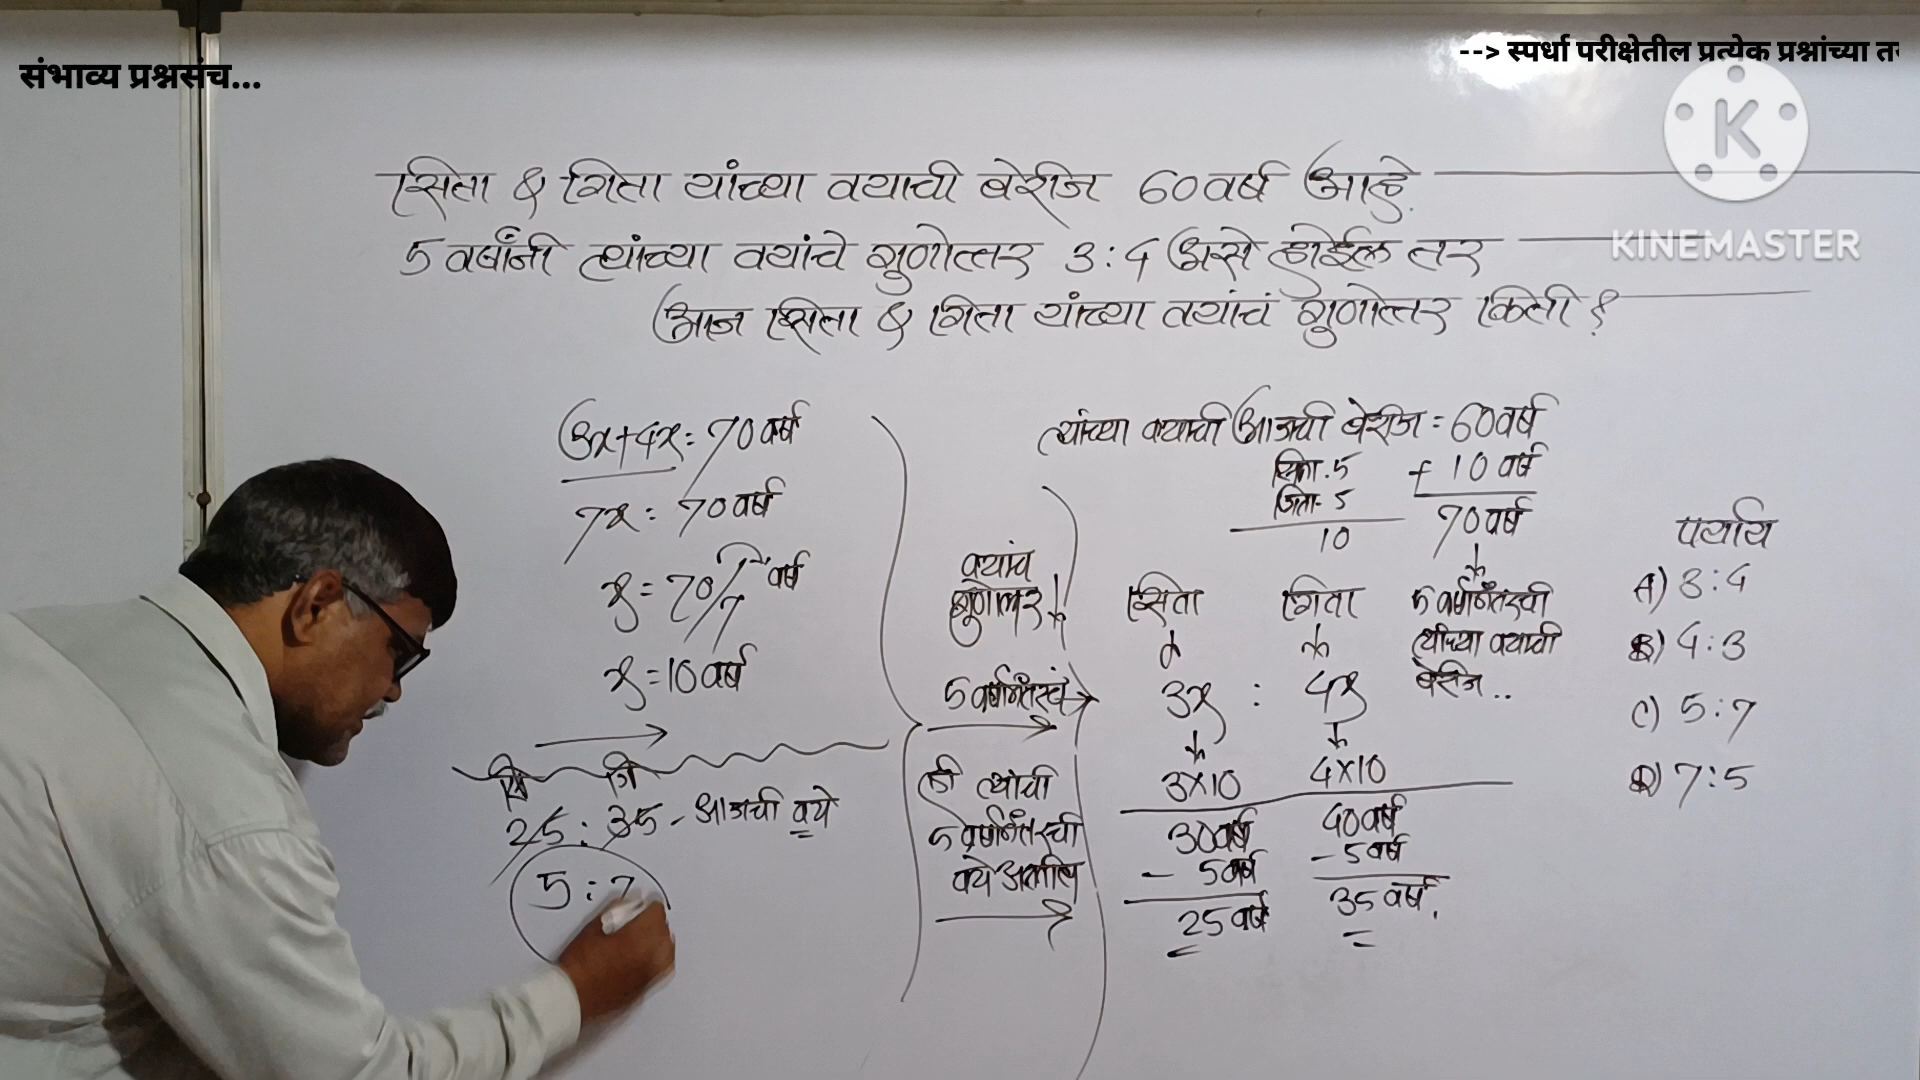 संभाव्य प्रश्नसंच...
--> स्पर्धा परीक्षेतील प्रत्येक प्रश्नांच्या
KINEMASTER
सिता & गिता यांच्या वयाची बेरीज 60 वर्ष आहे.
5 वर्षांनी त्यांच्या वयांचे गुणोत्तर 3:4 असे होईल तर
आज सिता & गिता यांच्या वयांचं गुणोत्तर किती?
3x+4x = 70 वर्ष
7x = 70 वर्ष
x = 70/7 वर्ष
x = 10 वर्ष
सि गि
25 : 35 - आजची वये
5 : 7
त्यांच्या वयाची आजची बेरीज = 60 वर्ष
सिता. 5 + 10 वर्ष
गिता- 5
10 70 वर्ष
वयांचं
गुणोत्तर
सिता गिता 5 वर्षानंतरची
त्यांच्या वयाची
बेरीज..
5 वर्षानंतरचं → 3x : 4x
ही त्यांची 3×10 4×10
5 वर्षानंतरची 30 वर्ष 40 वर्ष
वये असतील - 5 वर्ष - 5 वर्ष
25 वर्ष 35 वर्ष.
पर्याय
A) 3:4
B) 4:3
C) 5:7
D) 7:5